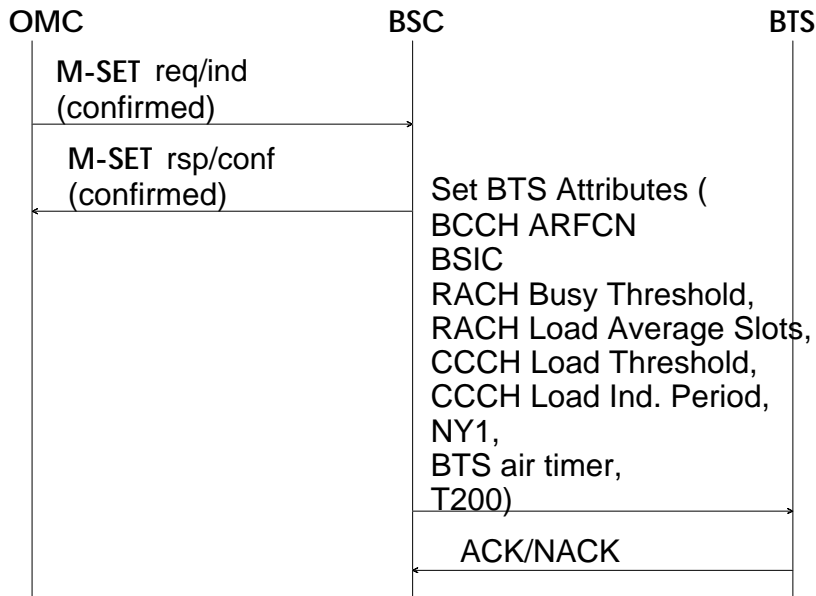 OMC BSC BTS
M-SET req/ind
(confirmed)
M-SET rsp/conf
(confirmed)
Set BTS Attributes (
BCCH ARFCN
BSIC
RACH Busy Threshold,
RACH Load Average Slots,
CCCH Load Threshold,
CCCH Load Ind. Period,
NY1,
BTS air timer,
T200)
ACK/NACK